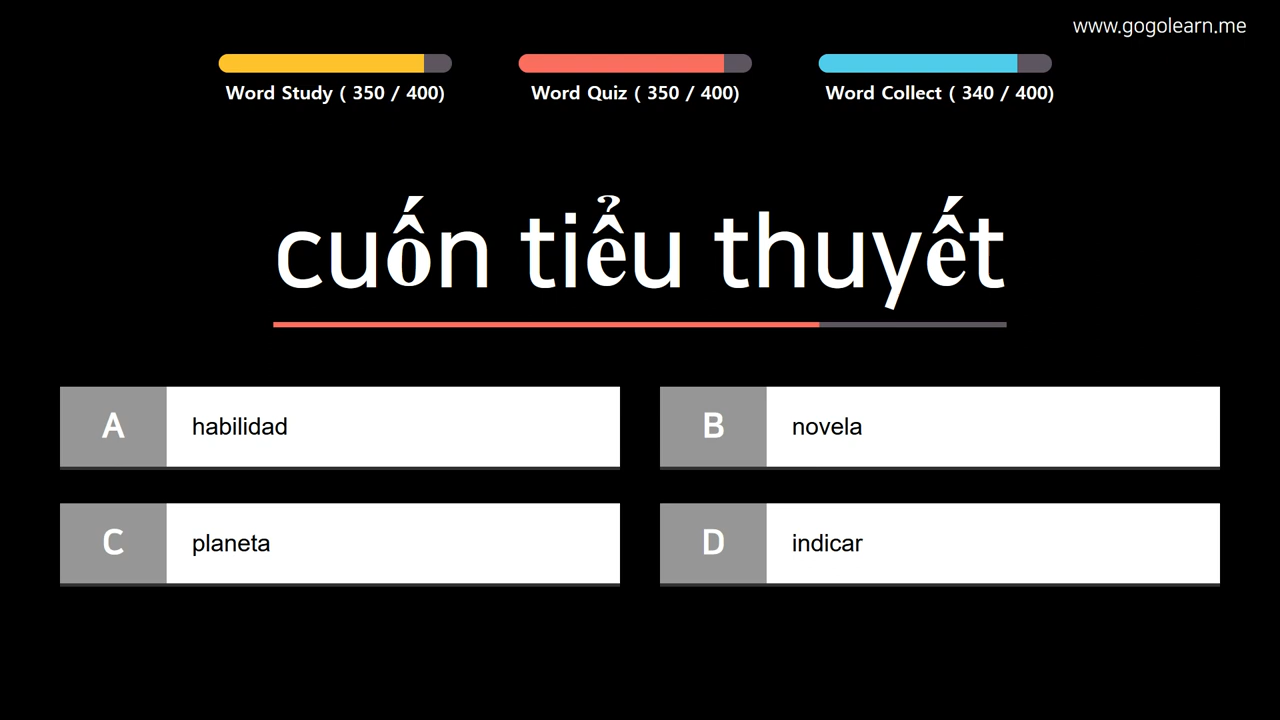 www.gogolearn.me
Word Study ( 350 / 400)
Word Quiz ( 350 / 400)
Word Collect ( 340 / 400)
cuốn tiểu thuyết
A
habilidad
B
novela
C
planeta
D
indicar